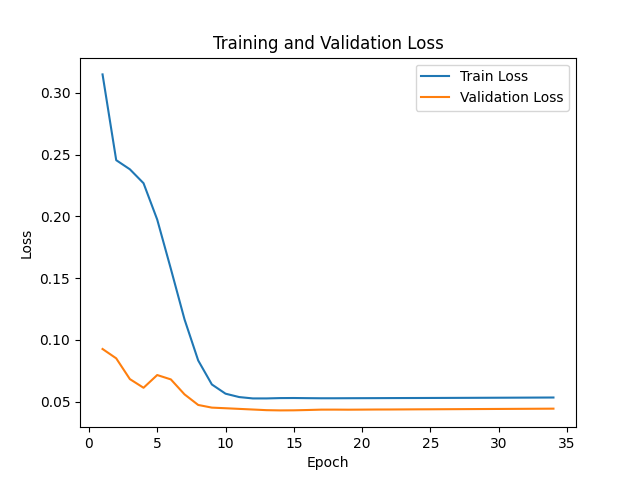 Training and Validation Loss
Train Loss
Validation Loss
Loss
0.30
0.25
0.20
0.15
0.10
0.05
0 5 10 15 20 25 30 35
Epoch